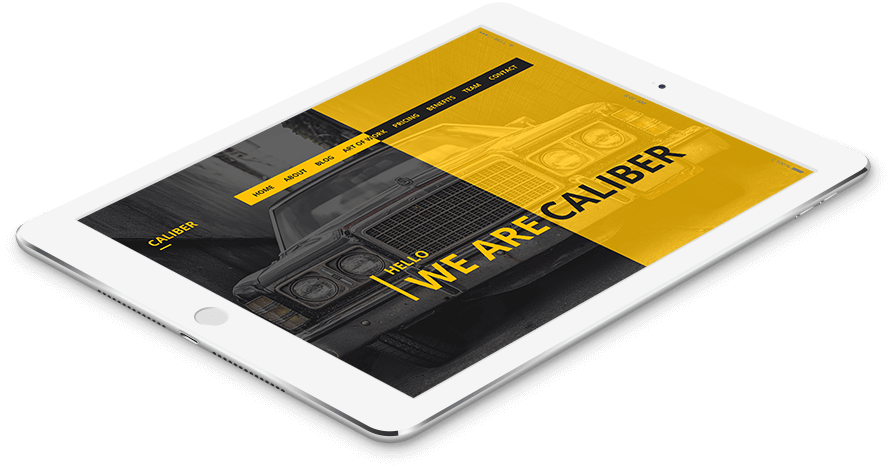 HOME ABOUT BLOG ART OF WORK PRICING BENEFITS TEAM CONTACT
CALIBER
HELLO
WE ARE CALIBER